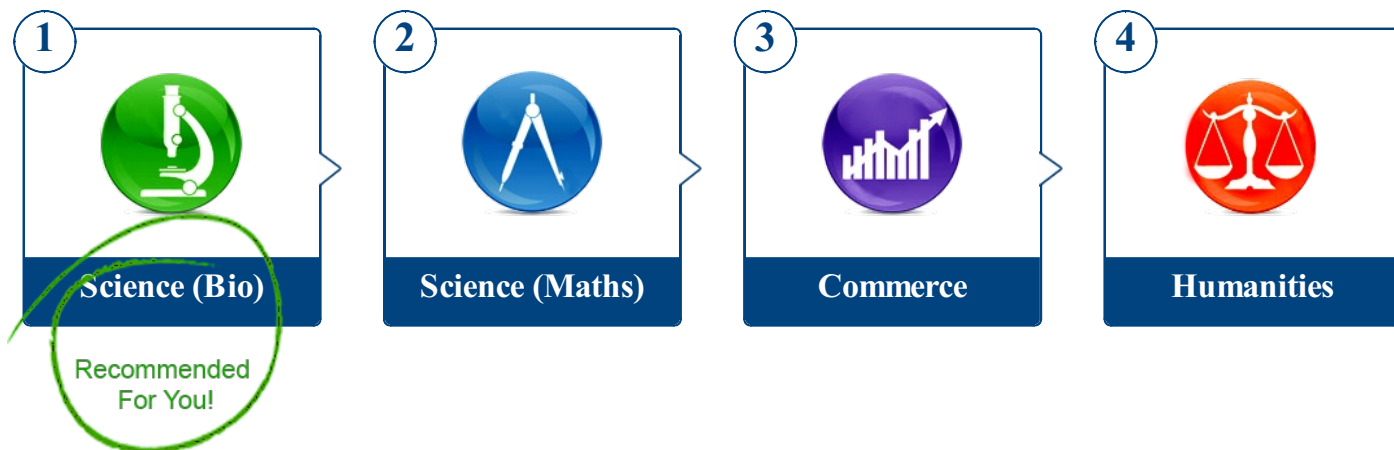 1
2
3
4
Science (Bio)
Science (Maths)
Commerce
Humanities
Recommended
For You!